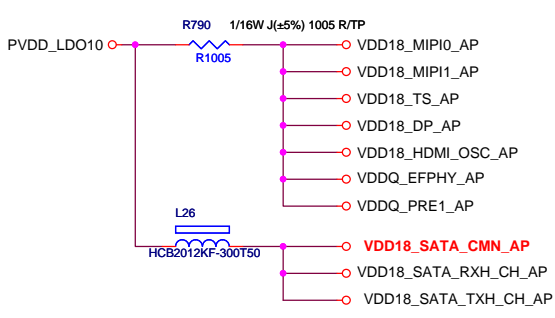 R790 1/16W J(±5%) 1005 R/TP
PVDD_LDO10
R1005
VDD18_MIPI0_AP
VDD18_MIPI1_AP
VDD18_TS_AP
VDD18_DP_AP
VDD18_HDMI_OSC_AP
VDDQ_EFPHY_AP
VDDQ_PRE1_AP
L26
HCB2012KF-300T50
VDD18_SATA_CMN_AP
VDD18_SATA_RXH_CH_AP
VDD18_SATA_TXH_CH_AP